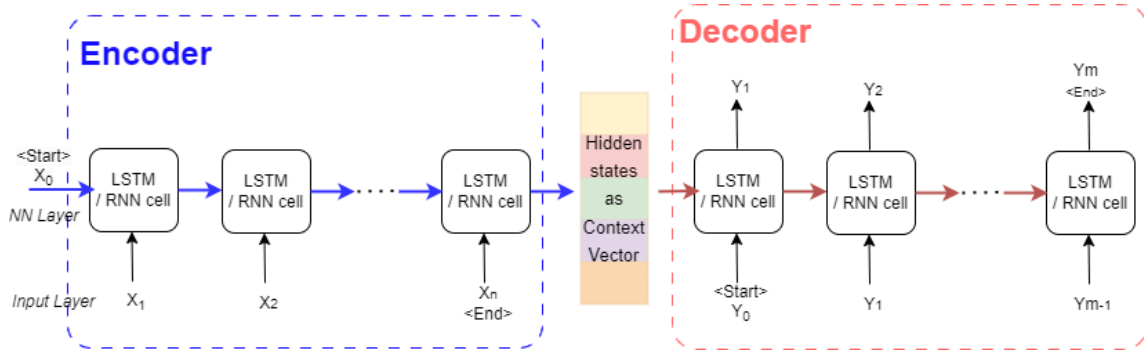 Encoder
<Start>
X0
NN Layer
LSTM
/ RNN cell
LSTM
/ RNN cell
....
LSTM
/ RNN cell
Input Layer
X1
X2
Xn
<End>
Hidden
states
as
Context
Vector
Decoder
Y1
Y2
Ym
<End>
LSTM
/ RNN cell
LSTM
/ RNN cell
....
LSTM
/ RNN cell
<Start>
Y0
Y1
Ym-1